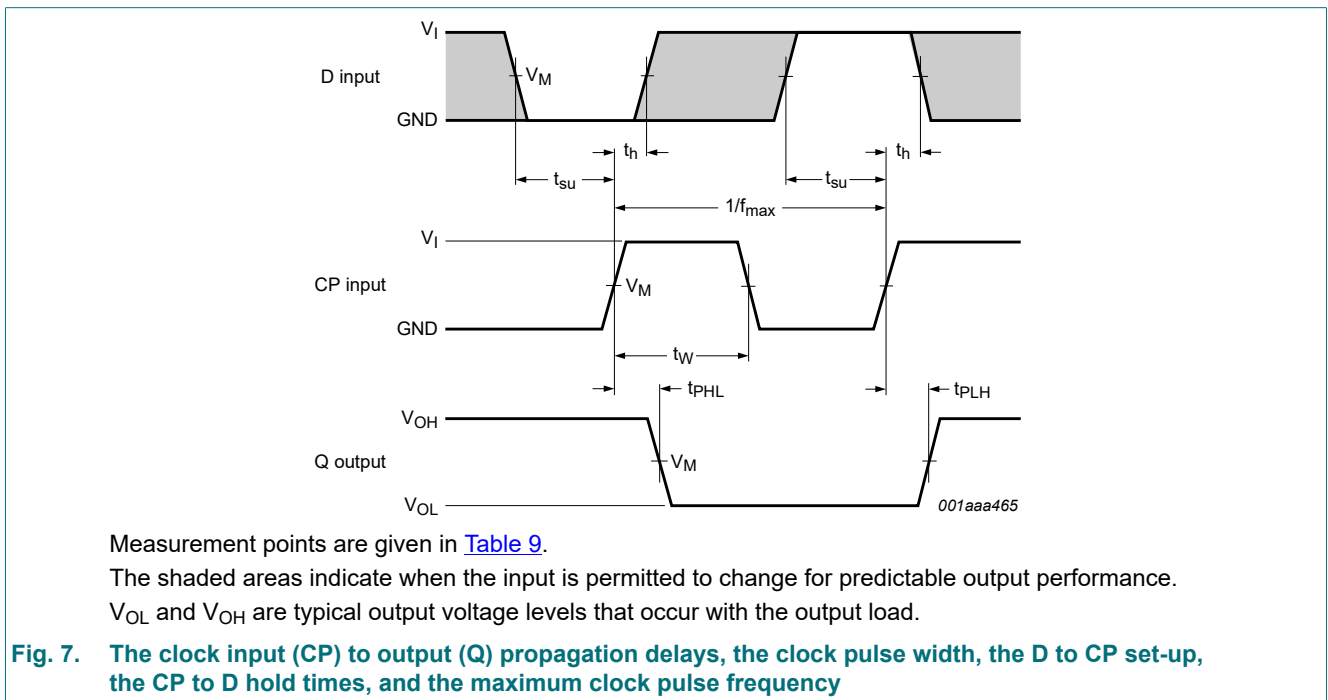 V_I
D input
V_M
GND
t_h
t_h
t_su
t_su
1/f_max
V_I
CP input
V_M
GND
t_W
t_PHL
t_PLH
V_OH
Q output
V_M
V_OL
001aaa465
Measurement points are given in Table 9.
The shaded areas indicate when the input is permitted to change for predictable output performance.
V_OL and V_OH are typical output voltage levels that occur with the output load.
Fig. 7. The clock input (CP) to output (Q) propagation delays, the clock pulse width, the D to CP set-up,
the CP to D hold times, and the maximum clock pulse frequency